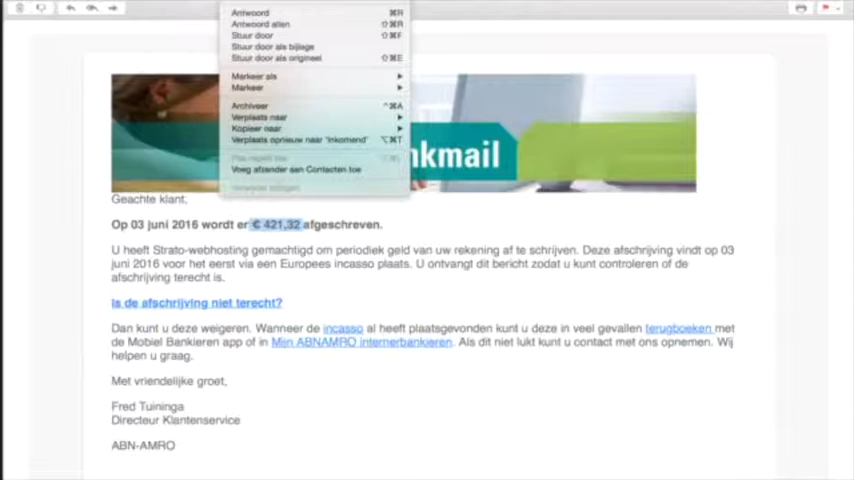 Antwoord ⌘R
Antwoord allen ⇧⌘R
Stuur door ⇧⌘F
Stuur door als bijlage
Stuur door als origineel ⇧⌘E
Markeer als
Markeer
Archiveer ^⌘A
Verplaats naar
Kopieer naar
Verplaats opnieuw naar 'Inkomend' ⌥⌘T
Voeg afzender aan Contacten toe
nkmail
Geachte klant,
Op 03 juni 2016 wordt er € 421,32 afgeschreven.
U heeft Strato-webhosting gemachtigd om periodiek geld van uw rekening af te schrijven. Deze afschrijving vindt op 03
juni 2016 voor het eerst via een Europees incasso plaats. U ontvangt dit bericht zodat u kunt controleren of de
afschrijving terecht is.
Is de afschrijving niet terecht?
Dan kunt u deze weigeren. Wanneer de incasso al heeft plaatsgevonden kunt u deze in veel gevallen terugboeken met
de Mobiel Bankieren app of in Mijn ABNAMRO internetbankieren. Als dit niet lukt kunt u contact met ons opnemen. Wij
helpen u graag.
Met vriendelijke groet,
Fred Tuininga
Directeur Klantenservice
ABN-AMRO